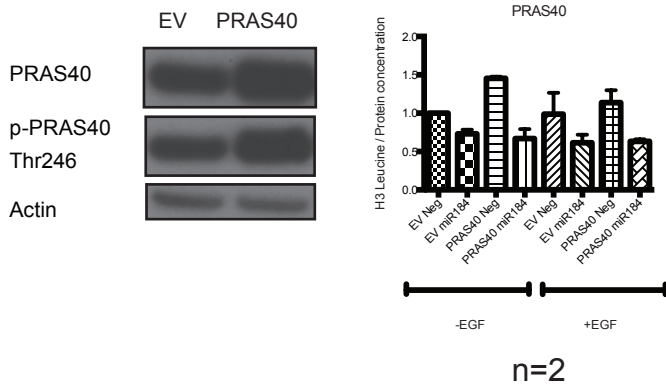 EV PRAS40
PRAS40
p-PRAS40
Thr246
Actin
PRAS40
H3 Leucine / Protein concentration
2.0
1.5
1.0
0.5
0.0
EV Neg
EV miR184
PRAS40 Neg
PRAS40 miR184
EV Neg
EV miR184
PRAS40 Neg
PRAS40 miR184
-EGF +EGF
n=2